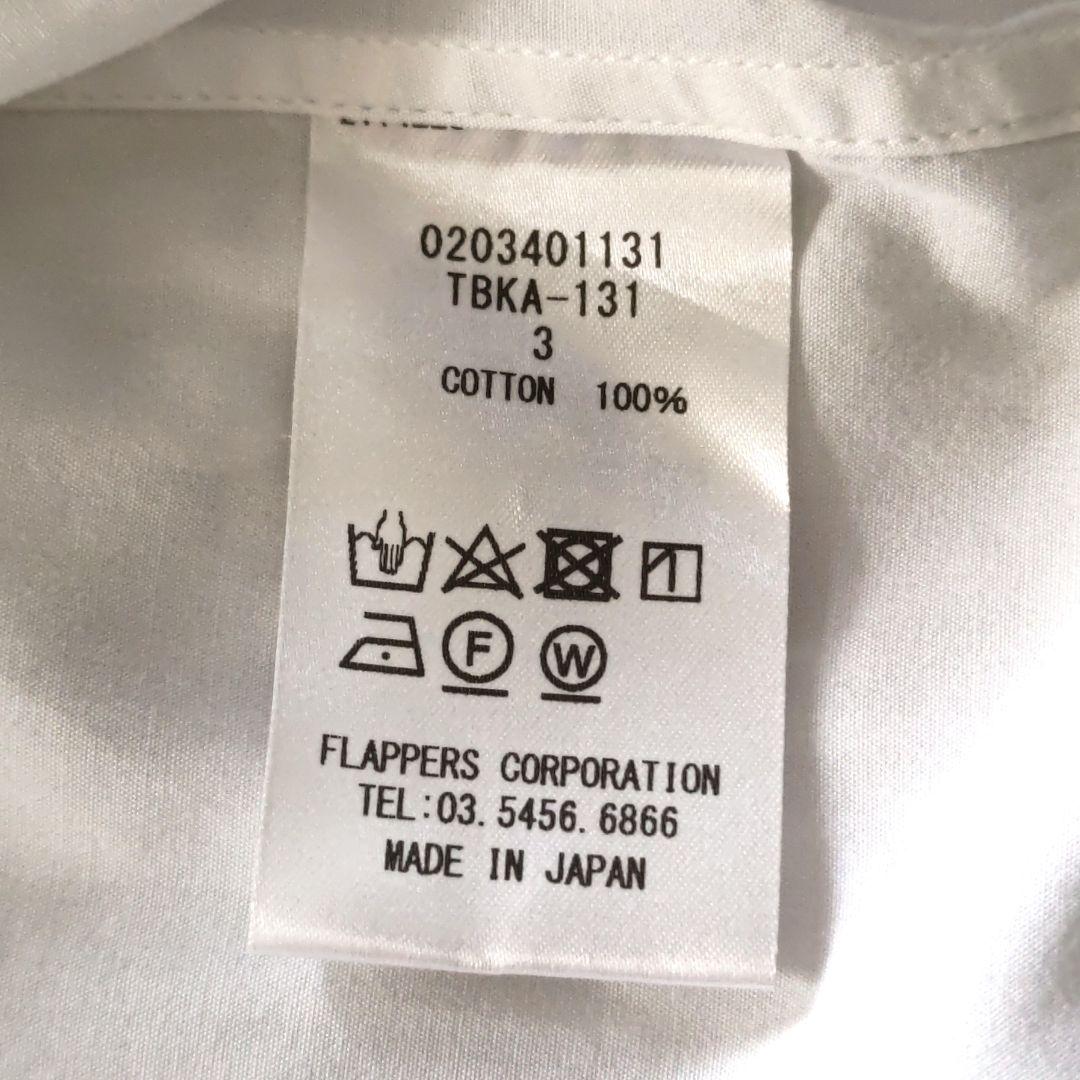 0203401131
TBKA-131
3
COTTON 100%
F W
FLAPPERS CORPORATION
TEL:03.5456.6866
MADE IN JAPAN